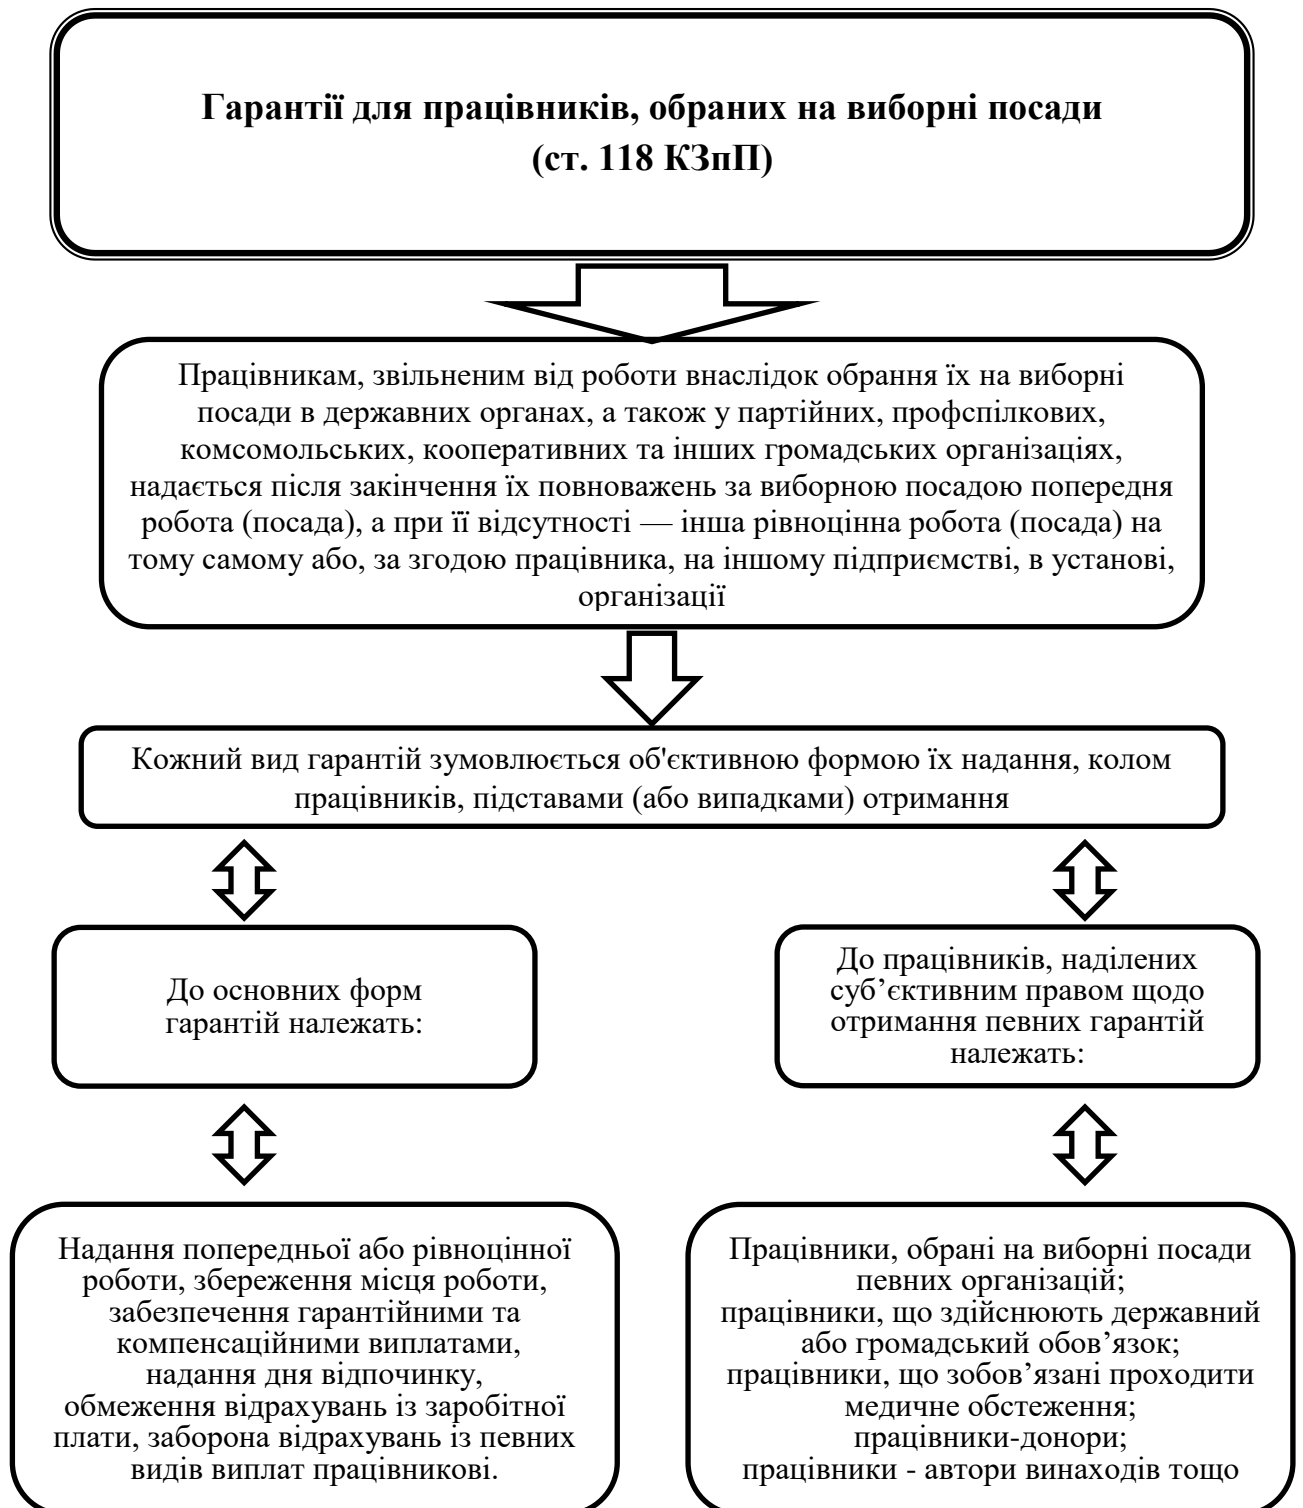 Гарантії для працівників, обраних на виборні посади
(ст. 118 КЗпП)
Працівникам, звільненим від роботи внаслідок обрання їх на виборні
посади в державних органах, а також у партійних, профспілкових,
комсомольських, кооперативних та інших громадських організаціях,
надається після закінчення їх повноважень за виборною посадою попередня
робота (посада), а при її відсутності — інша рівноцінна робота (посада) на
тому самому або, за згодою працівника, на іншому підприємстві, в установі,
організації
Кожний вид гарантій зумовлюється об'єктивною формою їх надання, колом
працівників, підставами (або випадками) отримання
До основних форм
гарантій належать:
До працівників, наділених
суб’єктивним правом щодо
отримання певних гарантій
належать:
Надання попередньої або рівноцінної
роботи, збереження місця роботи,
забезпечення гарантійними та
компенсаційними виплатами,
надання дня відпочинку,
обмеження відрахувань із заробітної
плати, заборона відрахувань із певних
видів виплат працівникові.
Працівники, обрані на виборні посади
певних організацій;
працівники, що здійснюють державний
або громадський обов’язок;
працівники, що зобов’язані проходити
медичне обстеження;
працівники-донори;
працівники - автори винаходів тощо